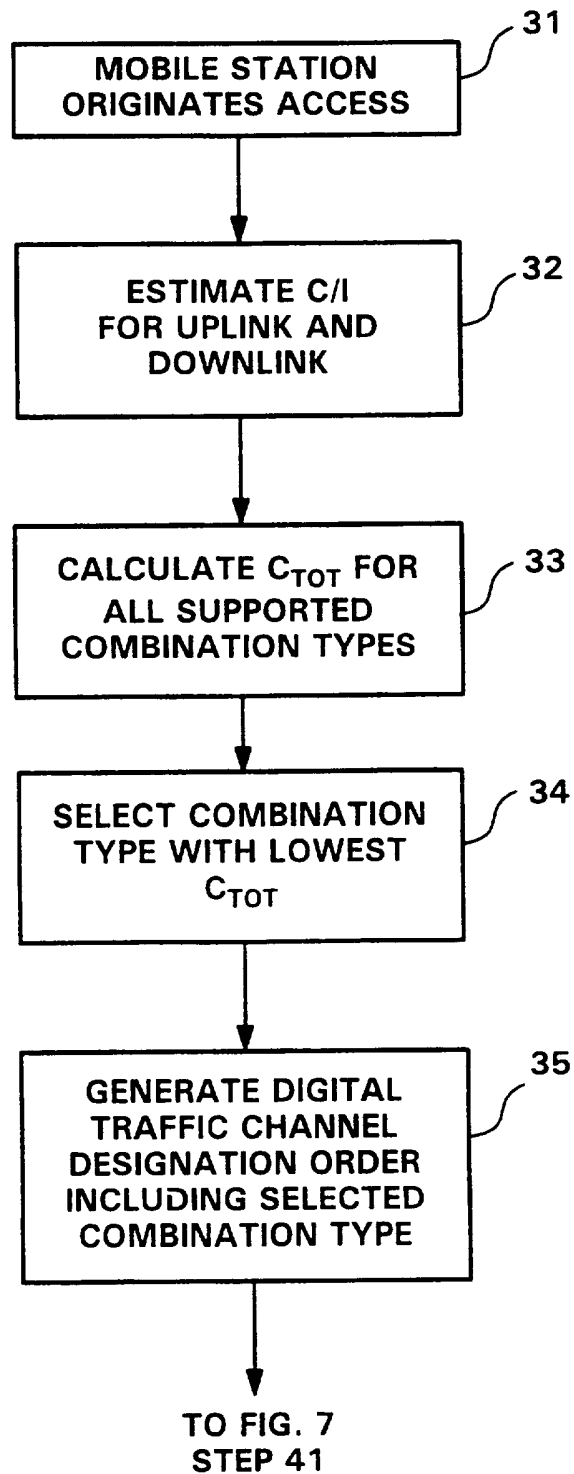 31
MOBILE STATION
ORIGINATES ACCESS
32
ESTIMATE C/I
FOR UPLINK AND
DOWNLINK
33
CALCULATE CTOT FOR
ALL SUPPORTED
COMBINATION TYPES
34
SELECT COMBINATION
TYPE WITH LOWEST
CTOT
35
GENERATE DIGITAL
TRAFFIC CHANNEL
DESIGNATION ORDER
INCLUDING SELECTED
COMBINATION TYPE
TO FIG. 7
STEP 41